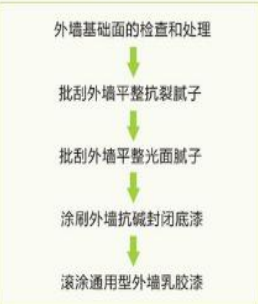 外墙基础面的检查和处理
批刮外墙平整抗裂腻子
批刮外墙平整光面腻子
涂刷外墙抗碱封闭底漆
滚涂通用型外墙乳胶漆